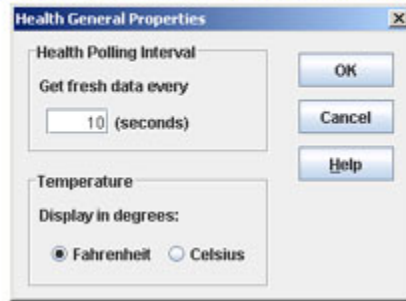 Health General Properties
Health Polling Interval
Get fresh data every
10 (seconds)
OK
Cancel
Help
Temperature
Display in degrees:
Fahrenheit Celsius